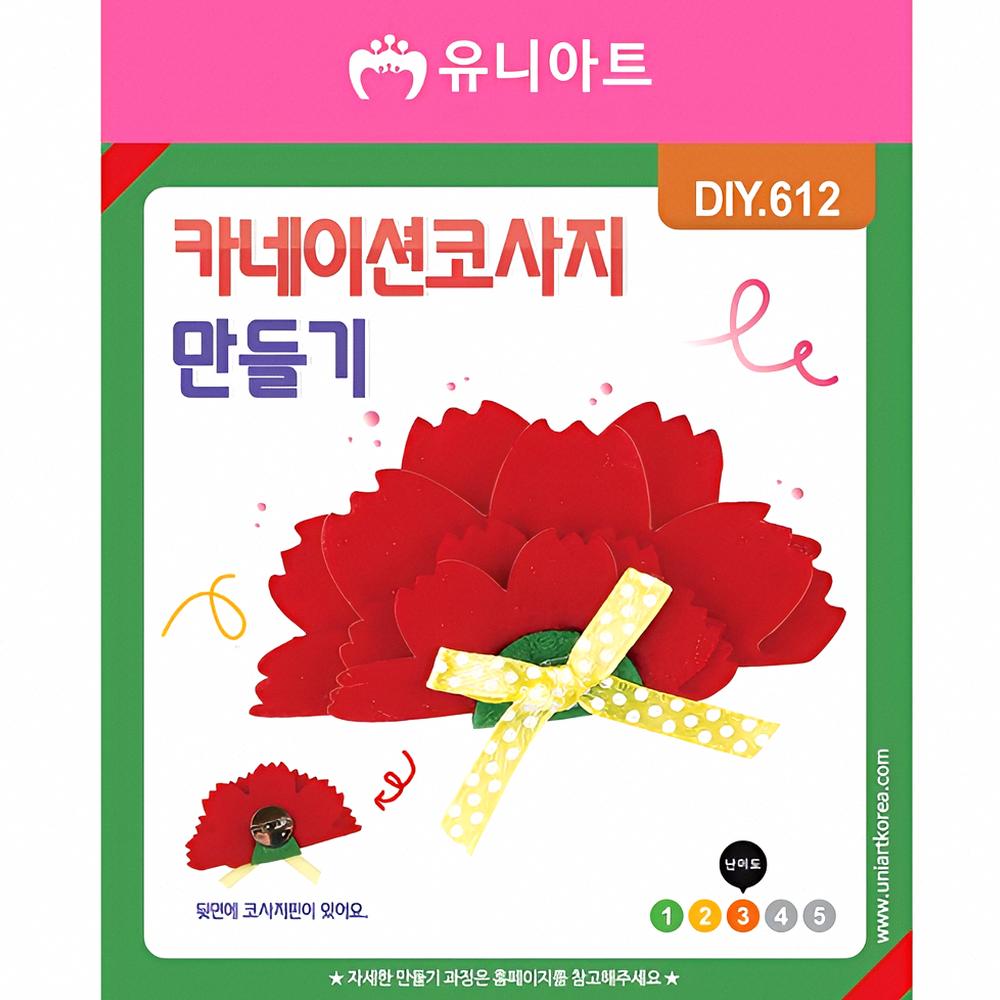 유니아트
DIY.612
카네이션코사지
만들기
뒷면에 코사지핀이 있어요.
난이도
1 2 3 4 5
www.uniartkorea.com
★ 자세한 만들기 과정은 홈페이지를 참고해주세요 ★